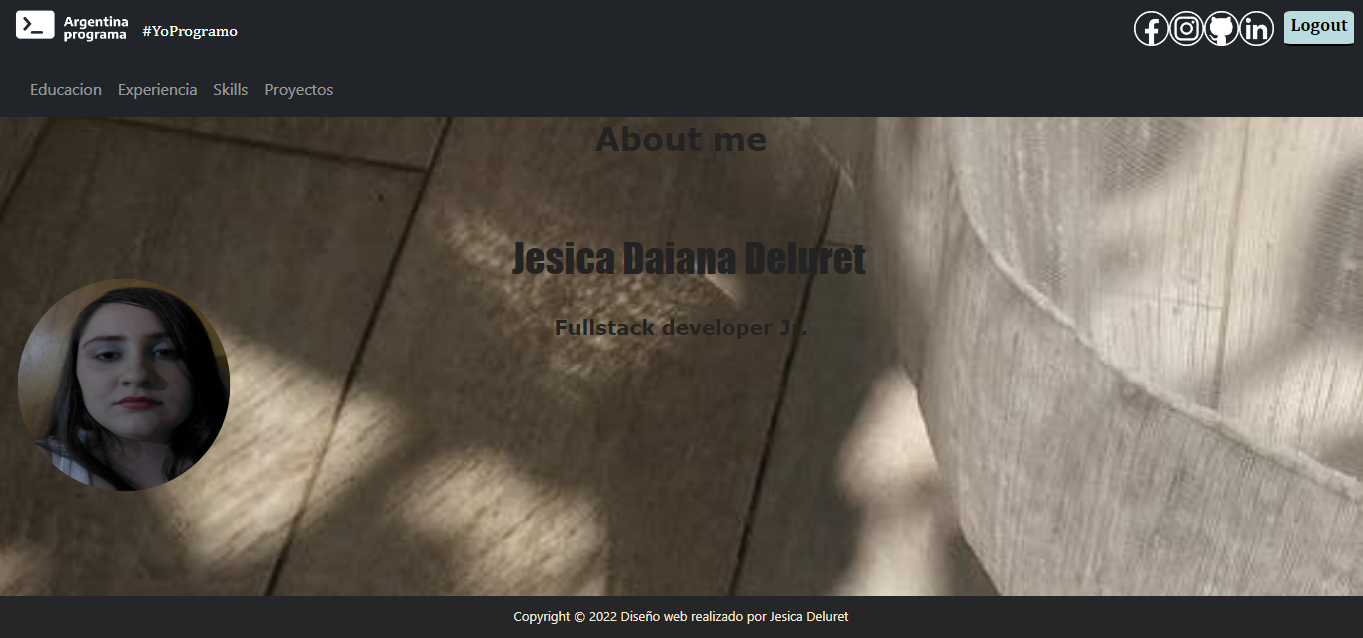 Argentina
programa
#YoProgramo
Logout
Educacion Experiencia Skills Proyectos
About me
Jesica Daiana Deluret
Fullstack developer Jr.
Copyright © 2022 Diseño web realizado por Jesica Deluret